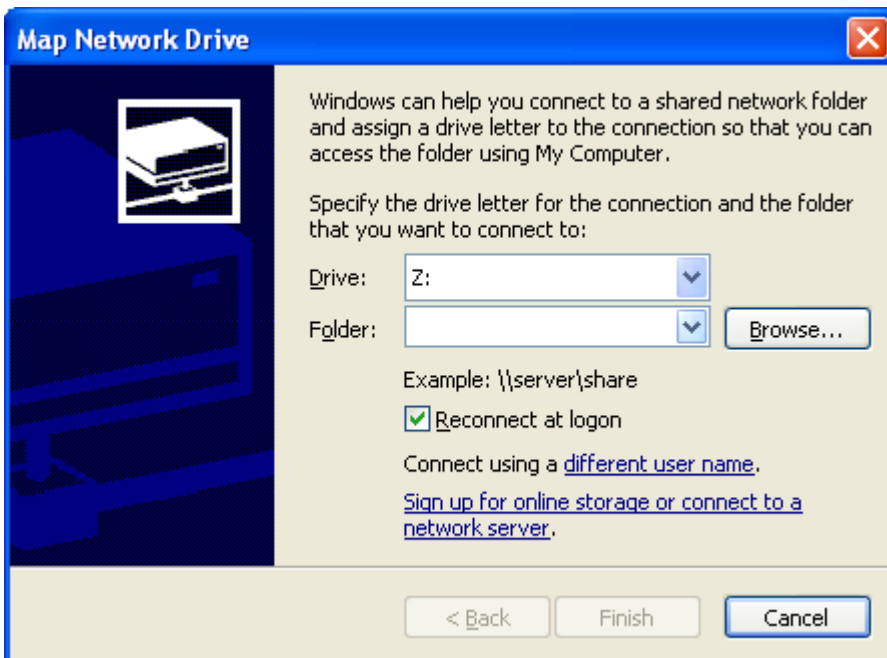 Map Network Drive
Windows can help you connect to a shared network folder
and assign a drive letter to the connection so that you can
access the folder using My Computer.
Specify the drive letter for the connection and the folder
that you want to connect to:
Drive: Z:
Folder: Browse...
Example: \\server\share
Reconnect at logon
Connect using a different user name.
Sign up for online storage or connect to a
network server.
< Back Finish Cancel